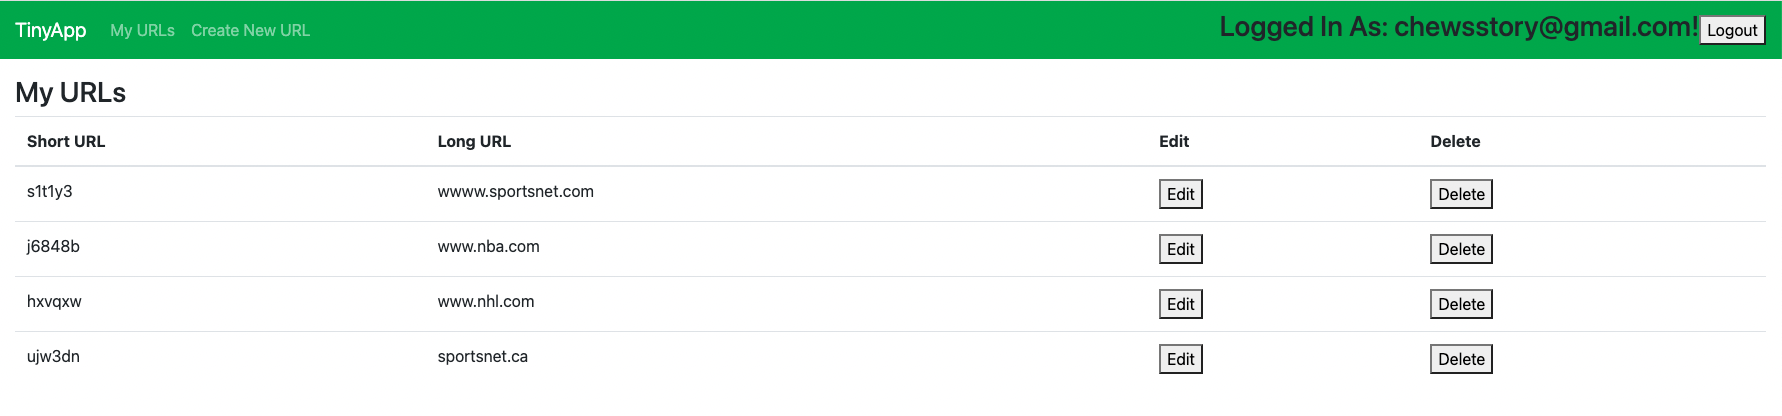 TinyApp My URLs Create New URL Logged In As: chewsstory@gmail.com! Logout
My URLs
Short URL Long URL Edit Delete
s1t1y3 wwww.sportsnet.com Edit Delete
j6848b www.nba.com Edit Delete
hxvqxw www.nhl.com Edit Delete
ujw3dn sportsnet.ca Edit Delete